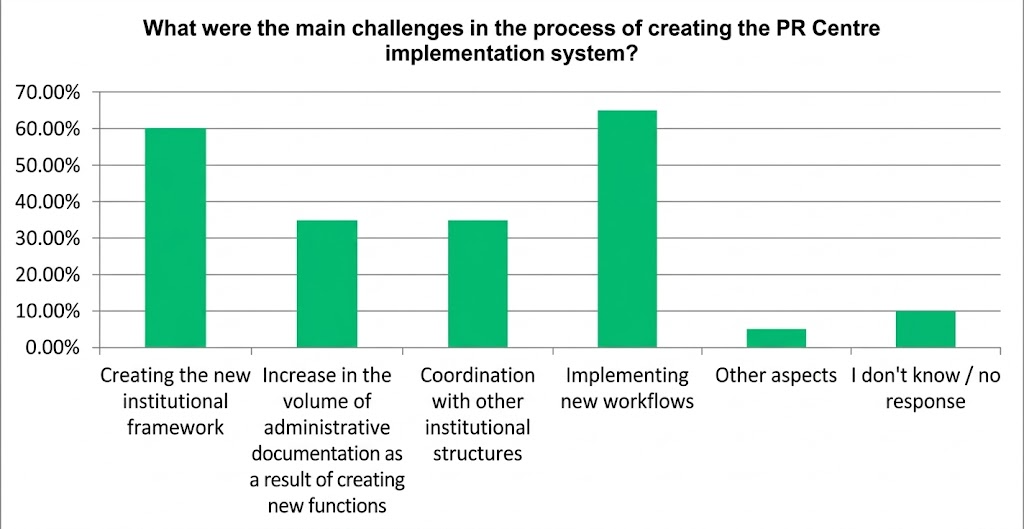 What were the main challenges in the process of creating the PR Centre
implementation system?
70.00%
60.00%
50.00%
40.00%
30.00%
20.00%
10.00%
0.00%
Creating the new
institutional
framework
Increase in the
volume of
administrative
documentation as
a result of creating
new functions
Coordination
with other
institutional
structures
Implementing
new workflows
Other aspects
I don't know / no
response